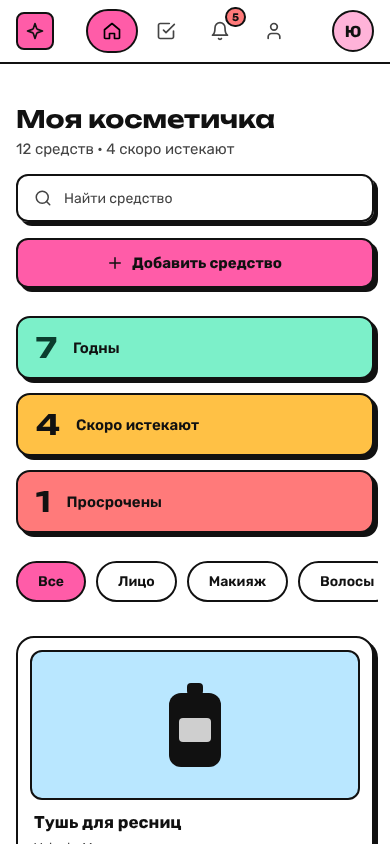 5
Ю
Моя косметичка
12 средств • 4 скоро истекают
Найти средство
Добавить средство
7 Годны
4 Скоро истекают
1 Просрочены
Все Лицо Макияж Волосы
Тушь для ресниц